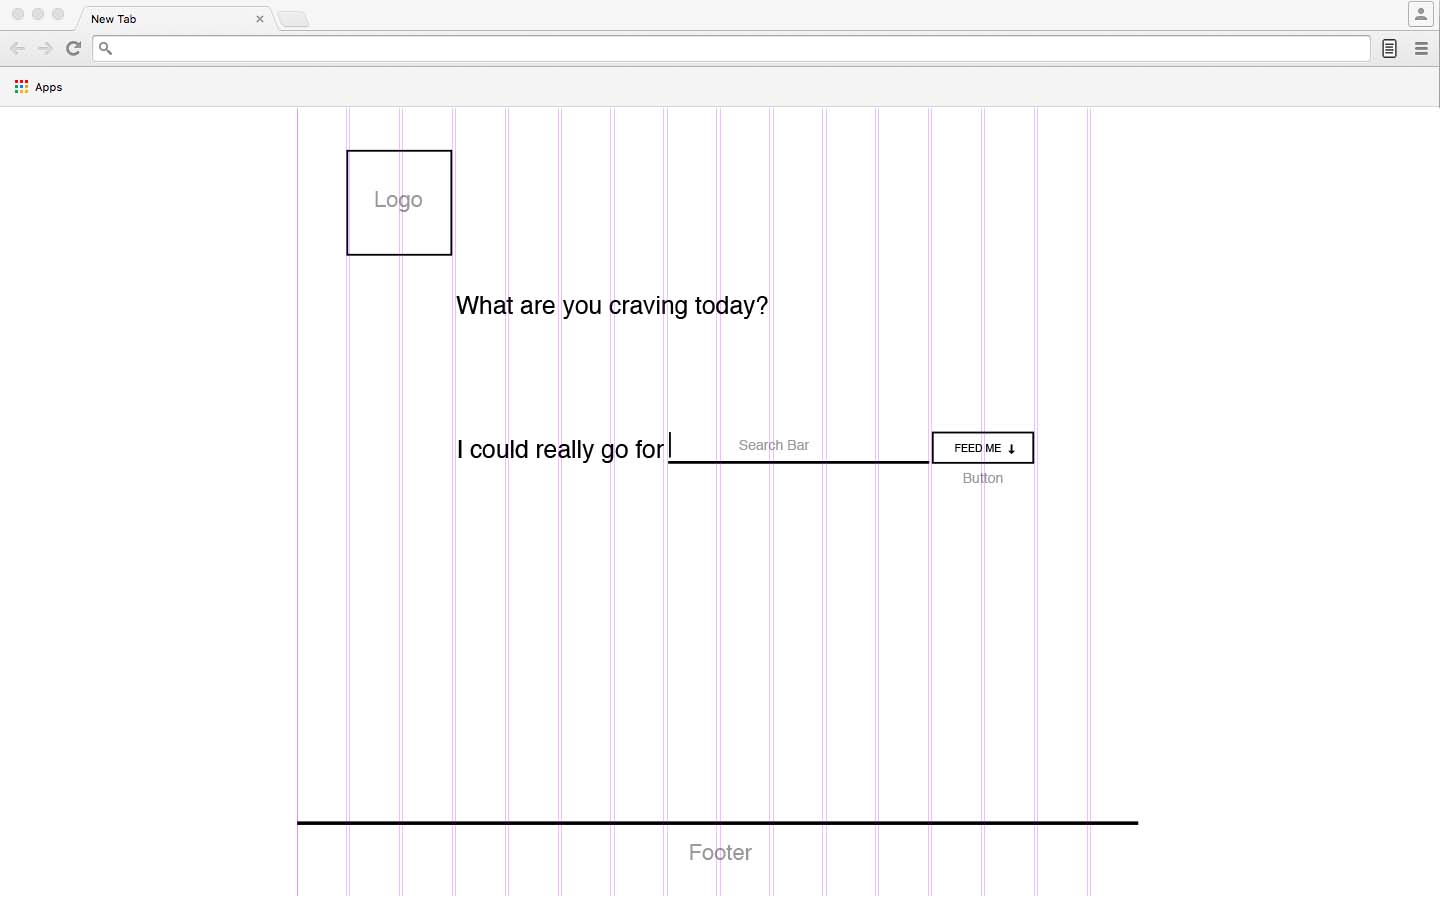 New Tab
Apps
Logo
What are you craving today?
I could really go for
Search Bar
FEED ME ↓
Button
Footer